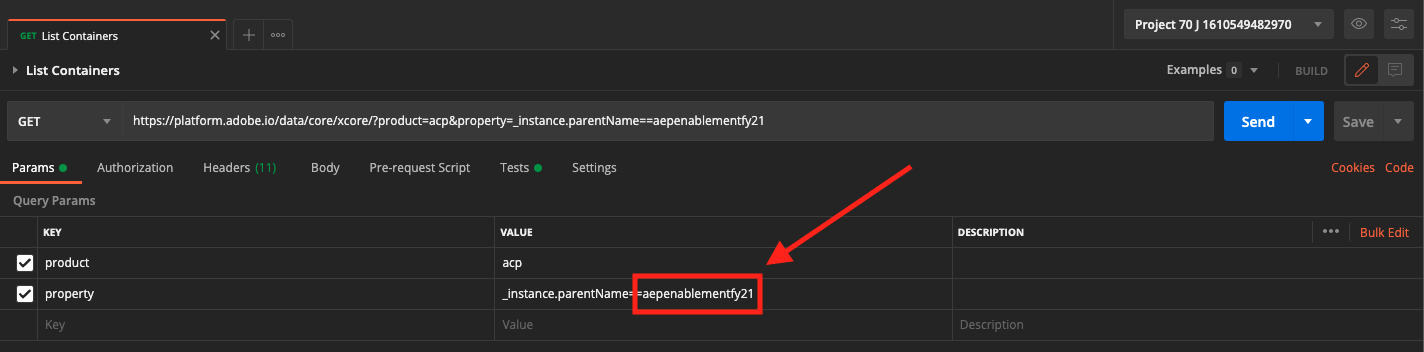 GET List Containers
Project 70 J 1610549482970
List Containers
Examples 0 BUILD
GET https://platform.adobe.io/data/core/xcore/?product=acp&property=_instance.parentName==aepenablementfy21 Send Save
Params Authorization Headers (11) Body Pre-request Script Tests Settings Cookies Code
Query Params
KEY VALUE DESCRIPTION Bulk Edit
product acp
property _instance.parentName==aepenablementfy21
Key Value Description